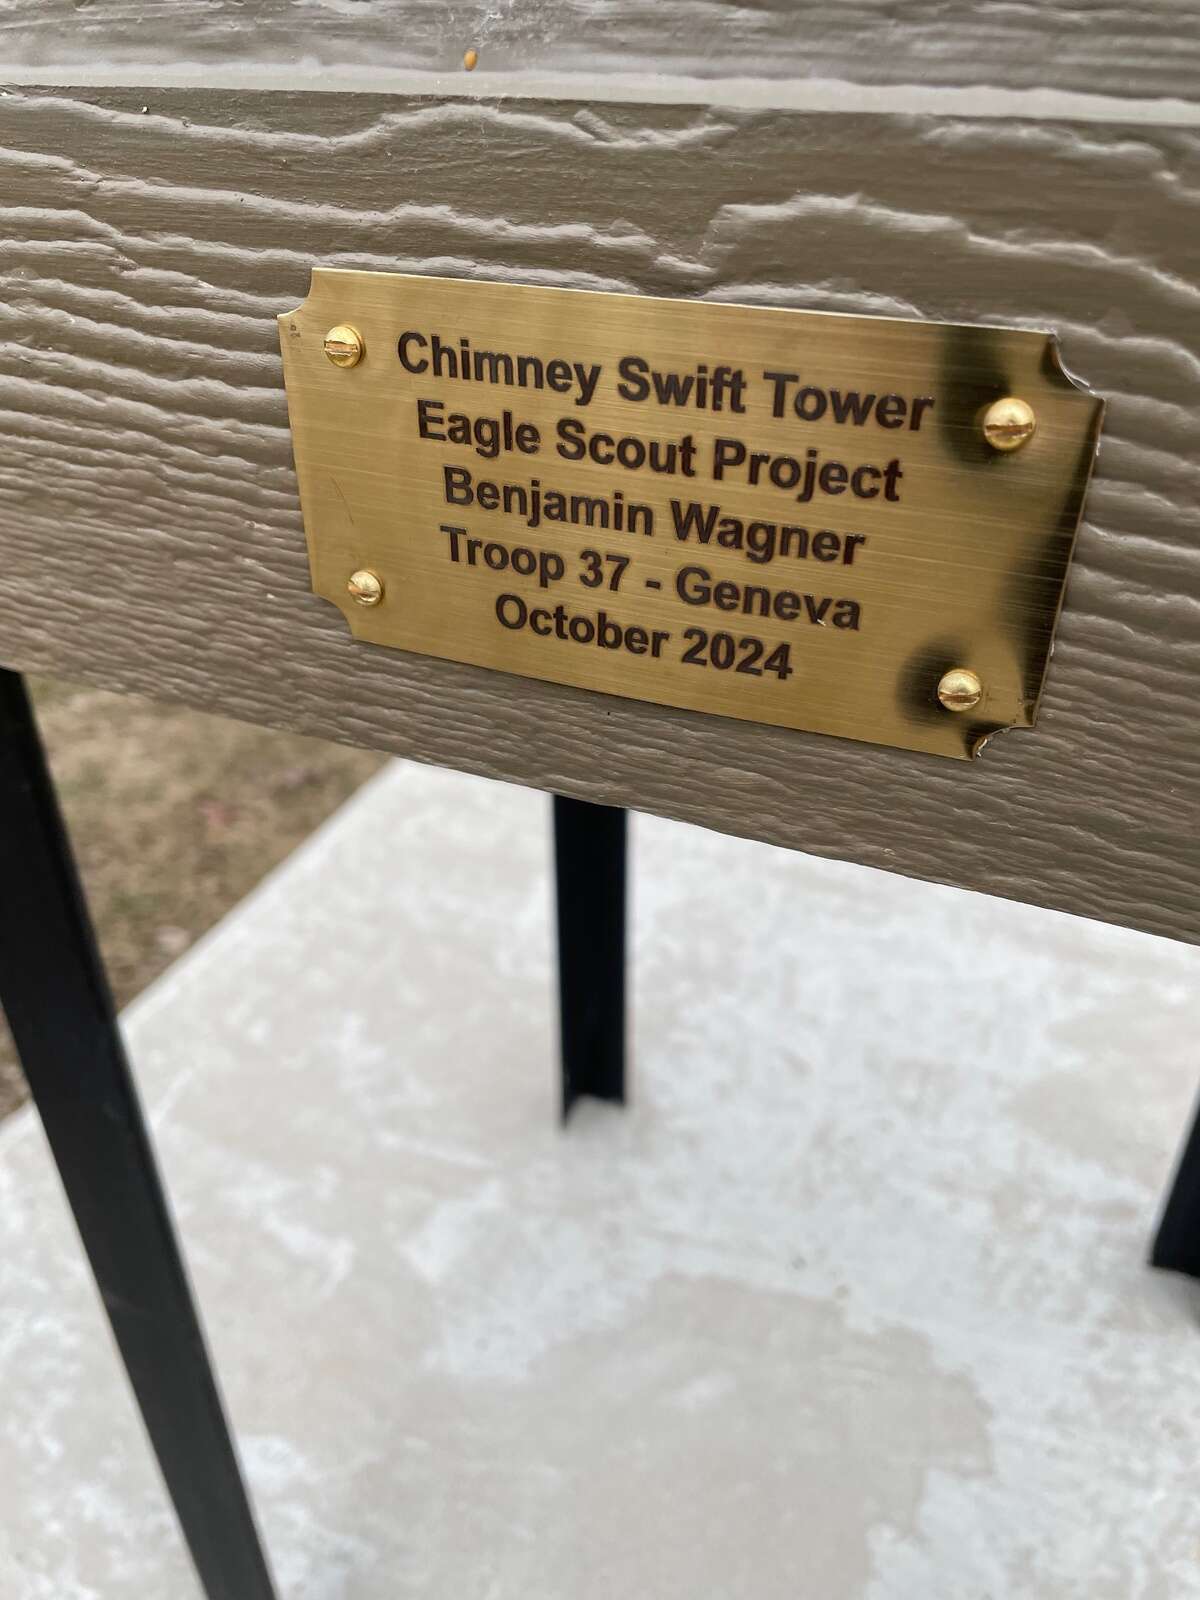 Chimney Swift Tower
Eagle Scout Project
Benjamin Wagner
Troop 37 - Geneva
October 2024